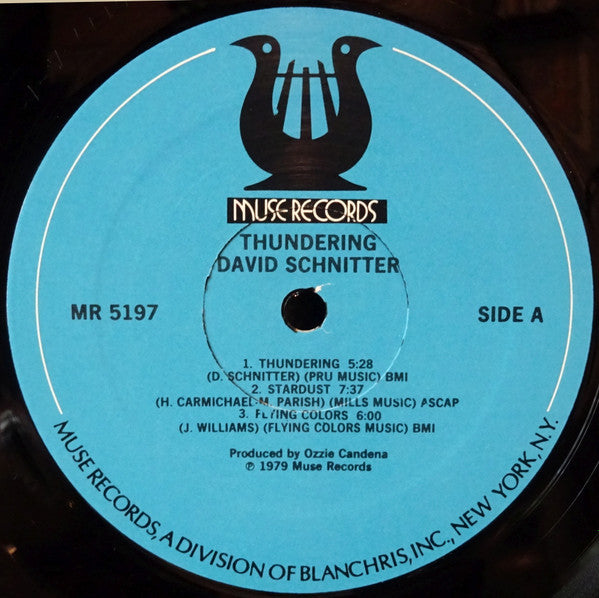 MUSE RECORDS
THUNDERING
DAVID SCHNITTER
MR 5197
SIDE A
1. THUNDERING 5:28
(D. SCHNITTER) (PRU MUSIC) BMI
2. STARDUST 7:37
(H. CARMICHAEL-M. PARISH) (MILLS MUSIC) ASCAP
3. FLYING COLORS 6:00
(J. WILLIAMS) (FLYING COLORS MUSIC) BMI
Produced by Ozzie Candena
℗ 1979 Muse Records
MUSE RECORDS, A DIVISION OF BLANCHRIS, INC., NEW YORK, N.Y.